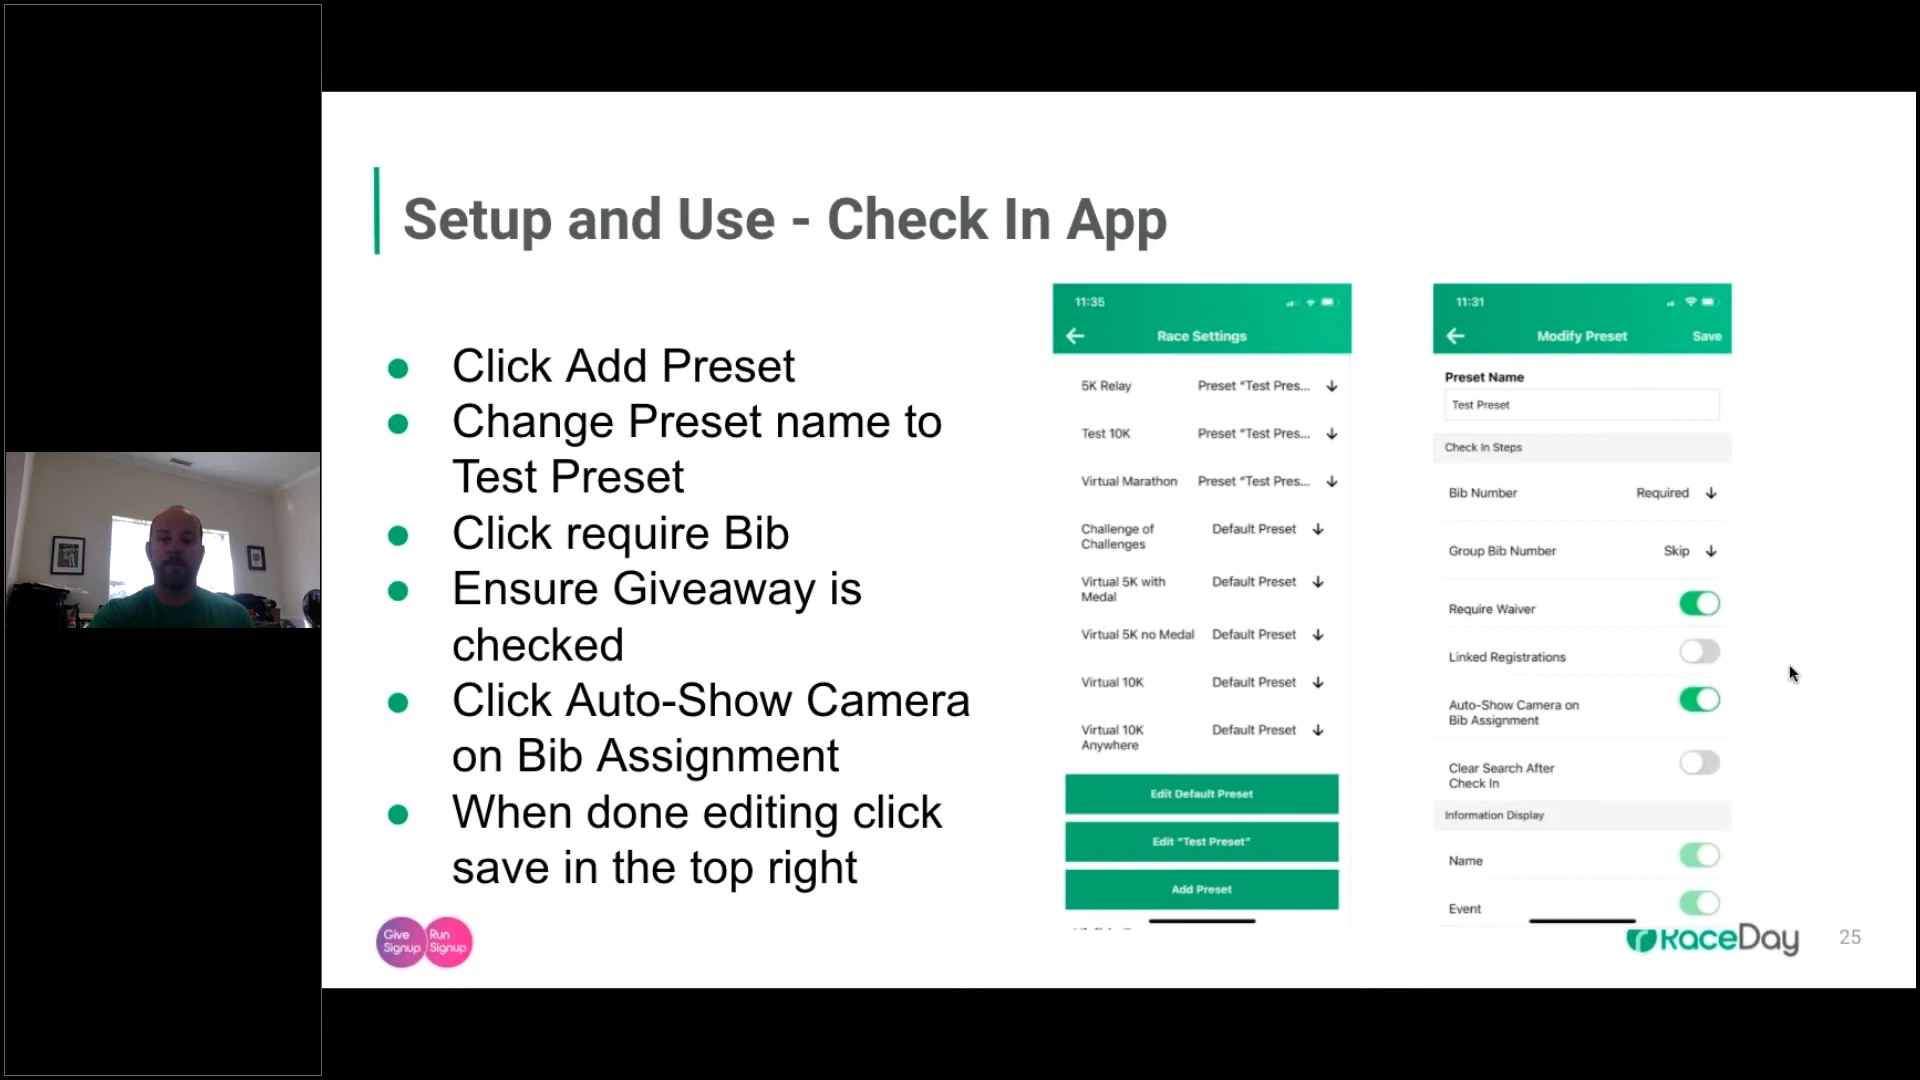 Setup and Use - Check In App
Click Add Preset
Change Preset name to
Test Preset
Click require Bib
Ensure Giveaway is
checked
Click Auto-Show Camera
on Bib Assignment
When done editing click
save in the top right
11:35
Race Settings
5K Relay Preset “Test Pres...
Test 10K Preset “Test Pres...
Virtual Marathon Preset “Test Pres...
Challenge of
Challenges Default Preset
Virtual 5K with
Medal Default Preset
Virtual 5K no Medal Default Preset
Virtual 10K Default Preset
Virtual 10K
Anywhere Default Preset
Edit Default Preset
Edit “Test Preset”
Add Preset
11:31
Modify Preset Save
Preset Name
Test Preset
Check In Steps
Bib Number Required
Group Bib Number Skip
Require Waiver
Linked Registrations
Auto-Show Camera on
Bib Assignment
Clear Search After
Check In
Information Display
Name
Event
Give
Signup
Run
Signup
RaceDay
25